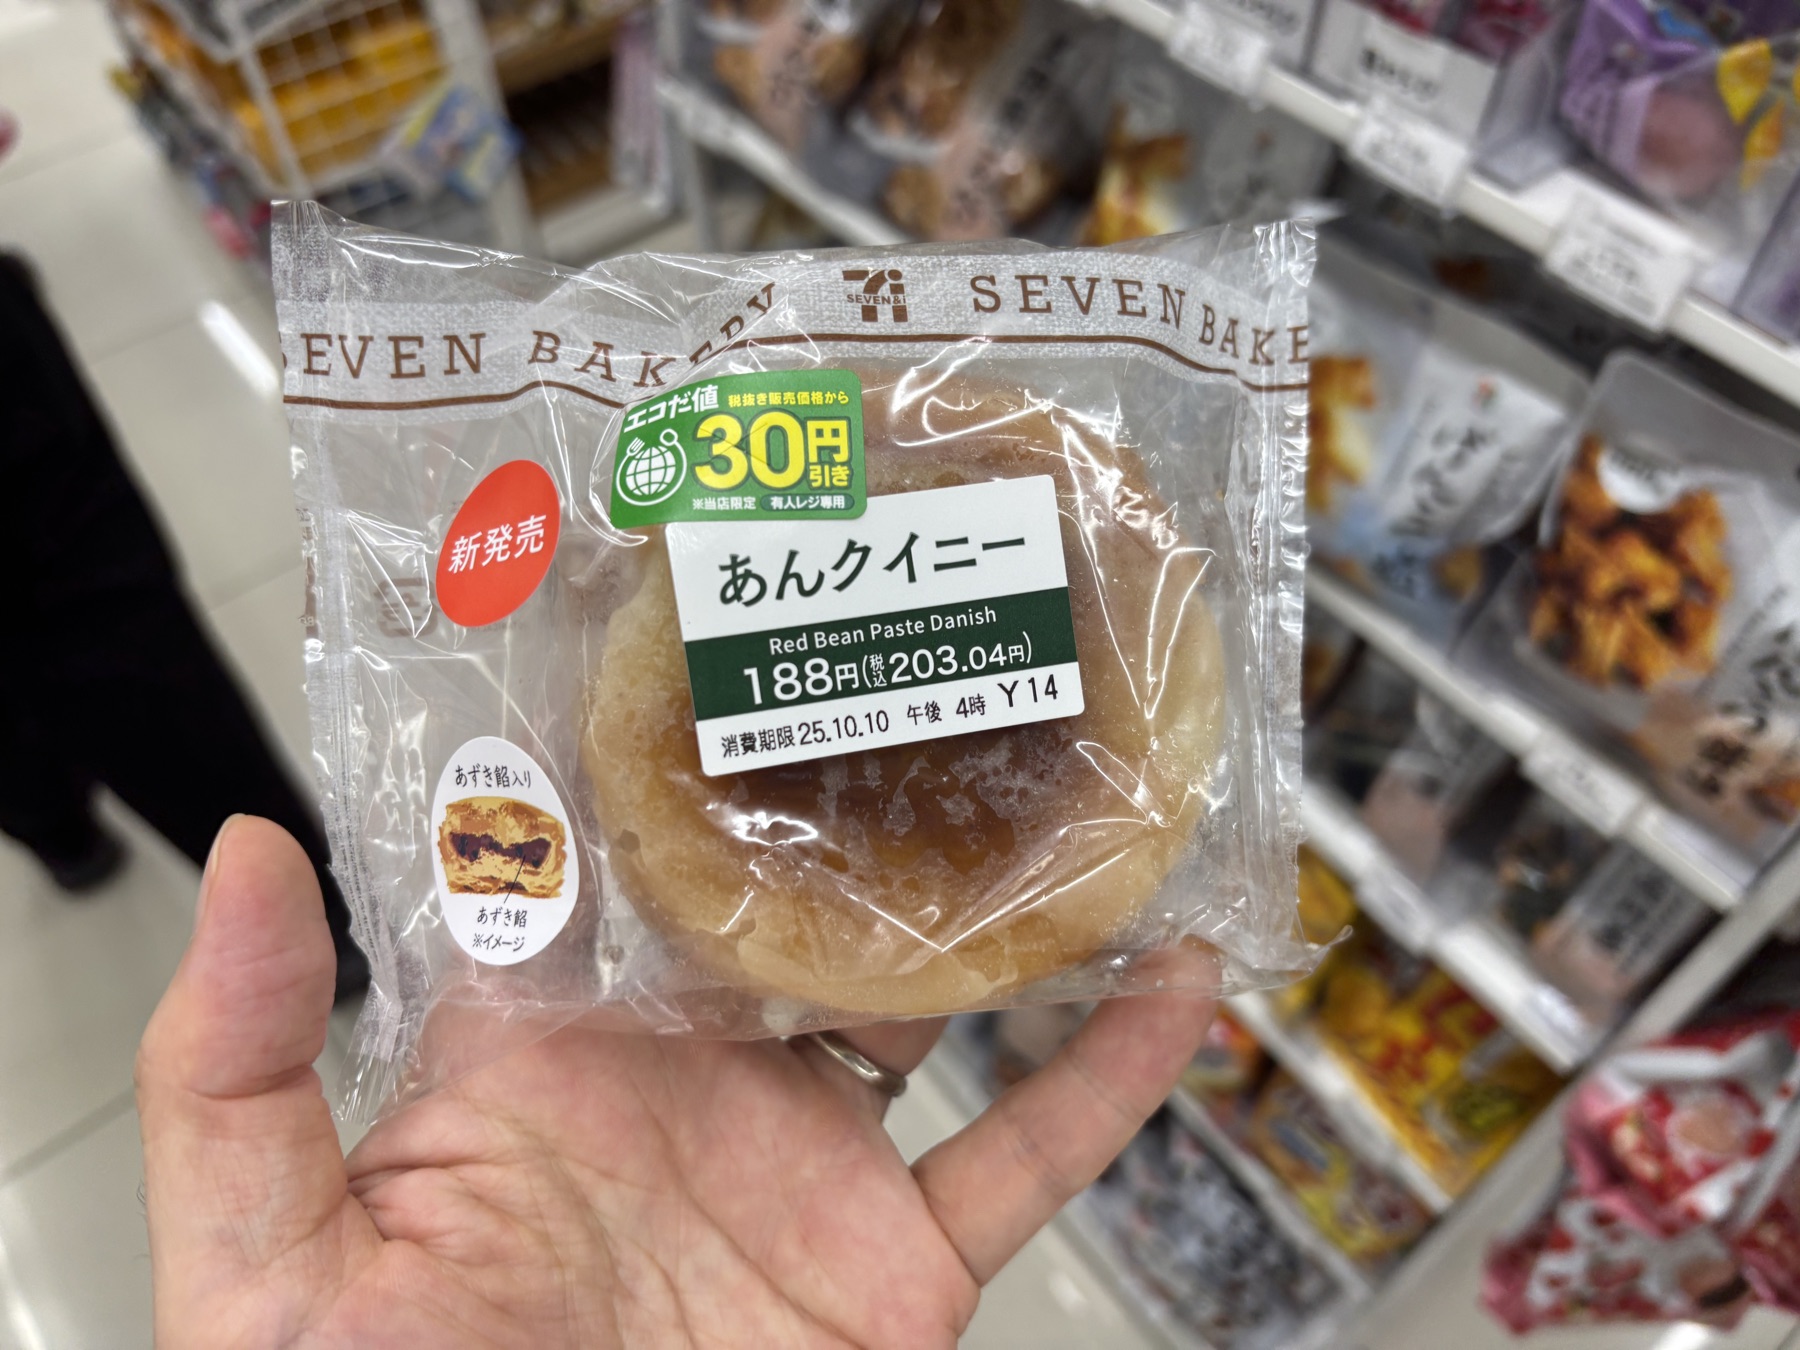 SEVEN BAKERY
SEVEN&i
SEVEN BAKE
エコだ値
税抜き販売価格から
30円
引き
※当店限定 有人レジ専用
新発売
あんクイニー
Red Bean Paste Danish
188円(税込203.04円)
消費期限25.10.10 午後 4時 Y14
あずき餡入り
あずき餡
※イメージ